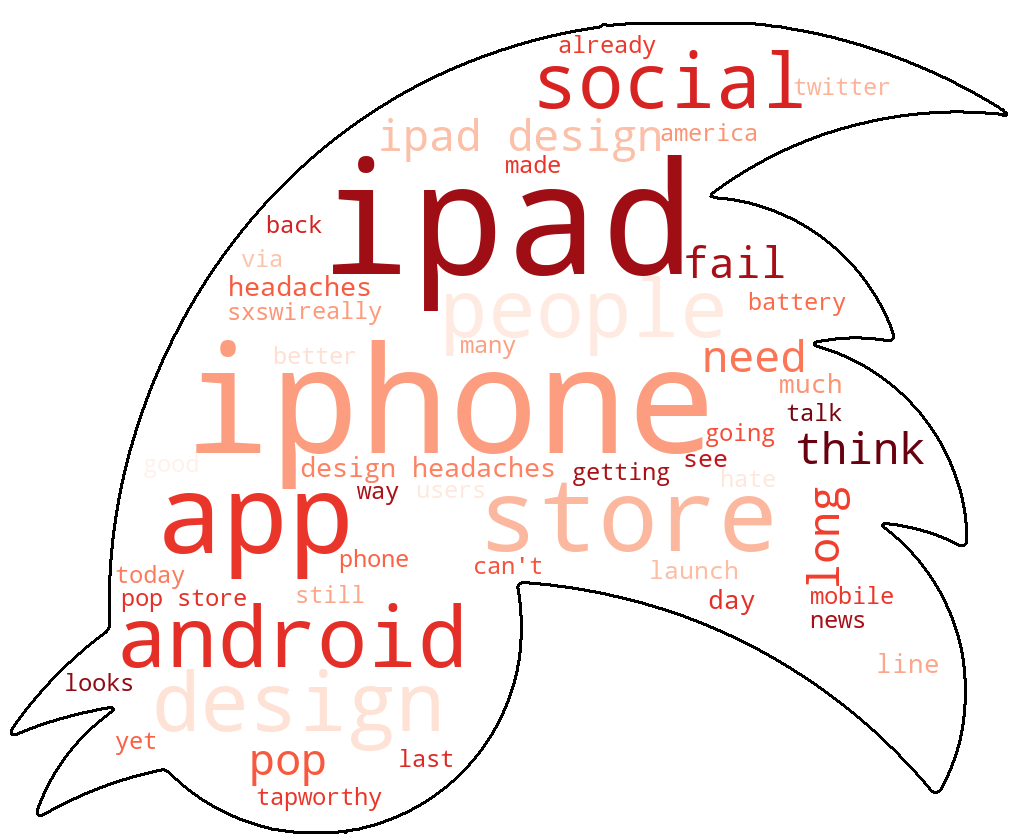 already
social
twitter
ipad design
america
made
ipad
back
fail
via
headaches
people
battery
sxswi
really
many
better
need
iphone
much
talk
going
think
good
design headaches
see
getting
hate
way
users
store
long
app
phone
can't
launch
today
pop store
still
day
mobile
android
news
line
looks
design
yet
pop
last
tapworthy